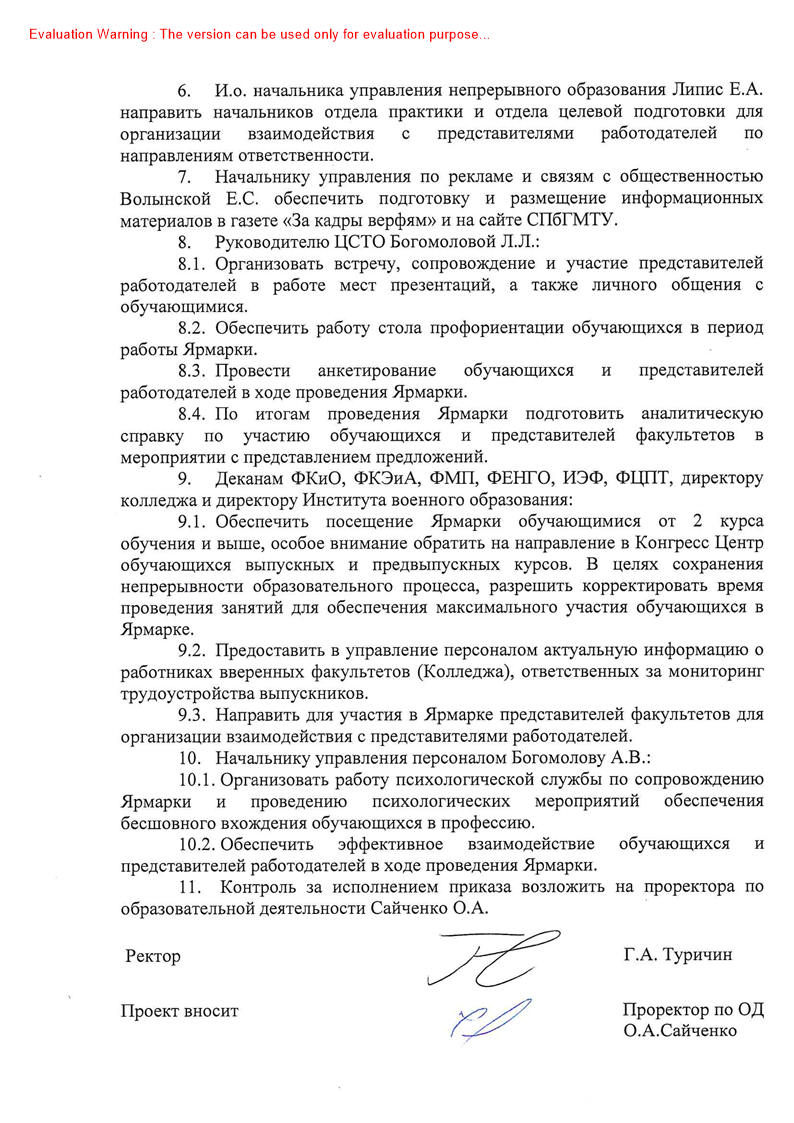 Evaluation Warning : The version can be used only for evaluation purpose...
6. И.о. начальника управления непрерывного образования Липис Е.А.
направить начальников отдела практики и отдела целевой подготовки для
организации взаимодействия с представителями работодателей по
направлениям ответственности.
7. Начальнику управления по рекламе и связям с общественностью
Волынской Е.С. обеспечить подготовку и размещение информационных
материалов в газете «За кадры верфям» и на сайте СПбГМТУ.
8. Руководителю ЦСТО Богомоловой Л.Л.:
8.1. Организовать встречу, сопровождение и участие представителей
работодателей в работе мест презентаций, а также личного общения с
обучающимися.
8.2. Обеспечить работу стола профориентации обучающихся в период
работы Ярмарки.
8.3. Провести анкетирование обучающихся и представителей
работодателей в ходе проведения Ярмарки.
8.4. По итогам проведения Ярмарки подготовить аналитическую
справку по участию обучающихся и представителей факультетов в
мероприятии с представлением предложений.
9. Деканам ФКиО, ФКЭиА, ФМП, ФЕНГО, ИЭФ, ФЦПТ, директору
колледжа и директору Института военного образования:
9.1. Обеспечить посещение Ярмарки обучающимися от 2 курса
обучения и выше, особое внимание обратить на направление в Конгресс Центр
обучающихся выпускных и предвыпускных курсов. В целях сохранения
непрерывности образовательного процесса, разрешить корректировать время
проведения занятий для обеспечения максимального участия обучающихся в
Ярмарке.
9.2. Предоставить в управление персоналом актуальную информацию о
работниках вверенных факультетов (Колледжа), ответственных за мониторинг
трудоустройства выпускников.
9.3. Направить для участия в Ярмарке представителей факультетов для
организации взаимодействия с представителями работодателей.
10. Начальнику управления персоналом Богомолову А.В.:
10.1. Организовать работу психологической службы по сопровождению
Ярмарки и проведению психологических мероприятий обеспечения
бесшовного вхождения обучающихся в профессию.
10.2. Обеспечить эффективное взаимодействие обучающихся и
представителей работодателей в ходе проведения Ярмарки.
11. Контроль за исполнением приказа возложить на проректора по
образовательной деятельности Сайченко О.А.
Ректор Г.А. Туричин
Проект вносит Проректор по ОД
О.А.Сайченко